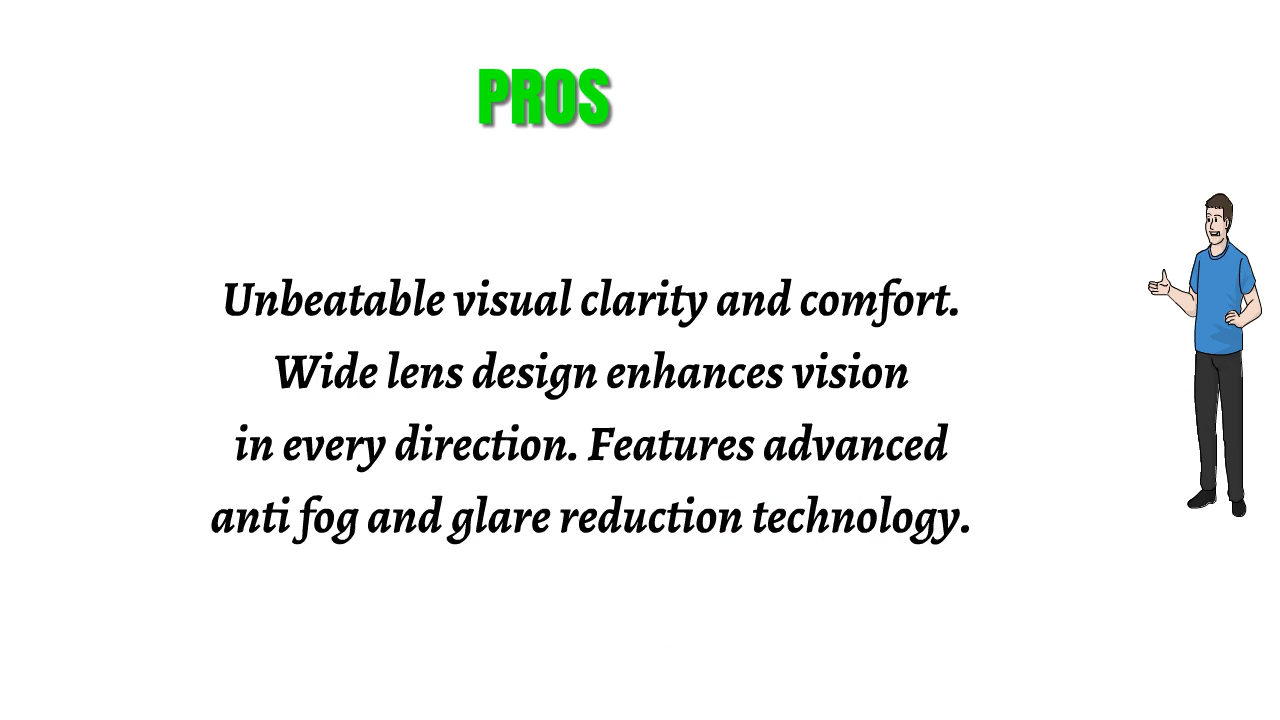 PROS
Unbeatable visual clarity and comfort.
Wide lens design enhances vision
in every direction. Features advanced
anti fog and glare reduction technology.